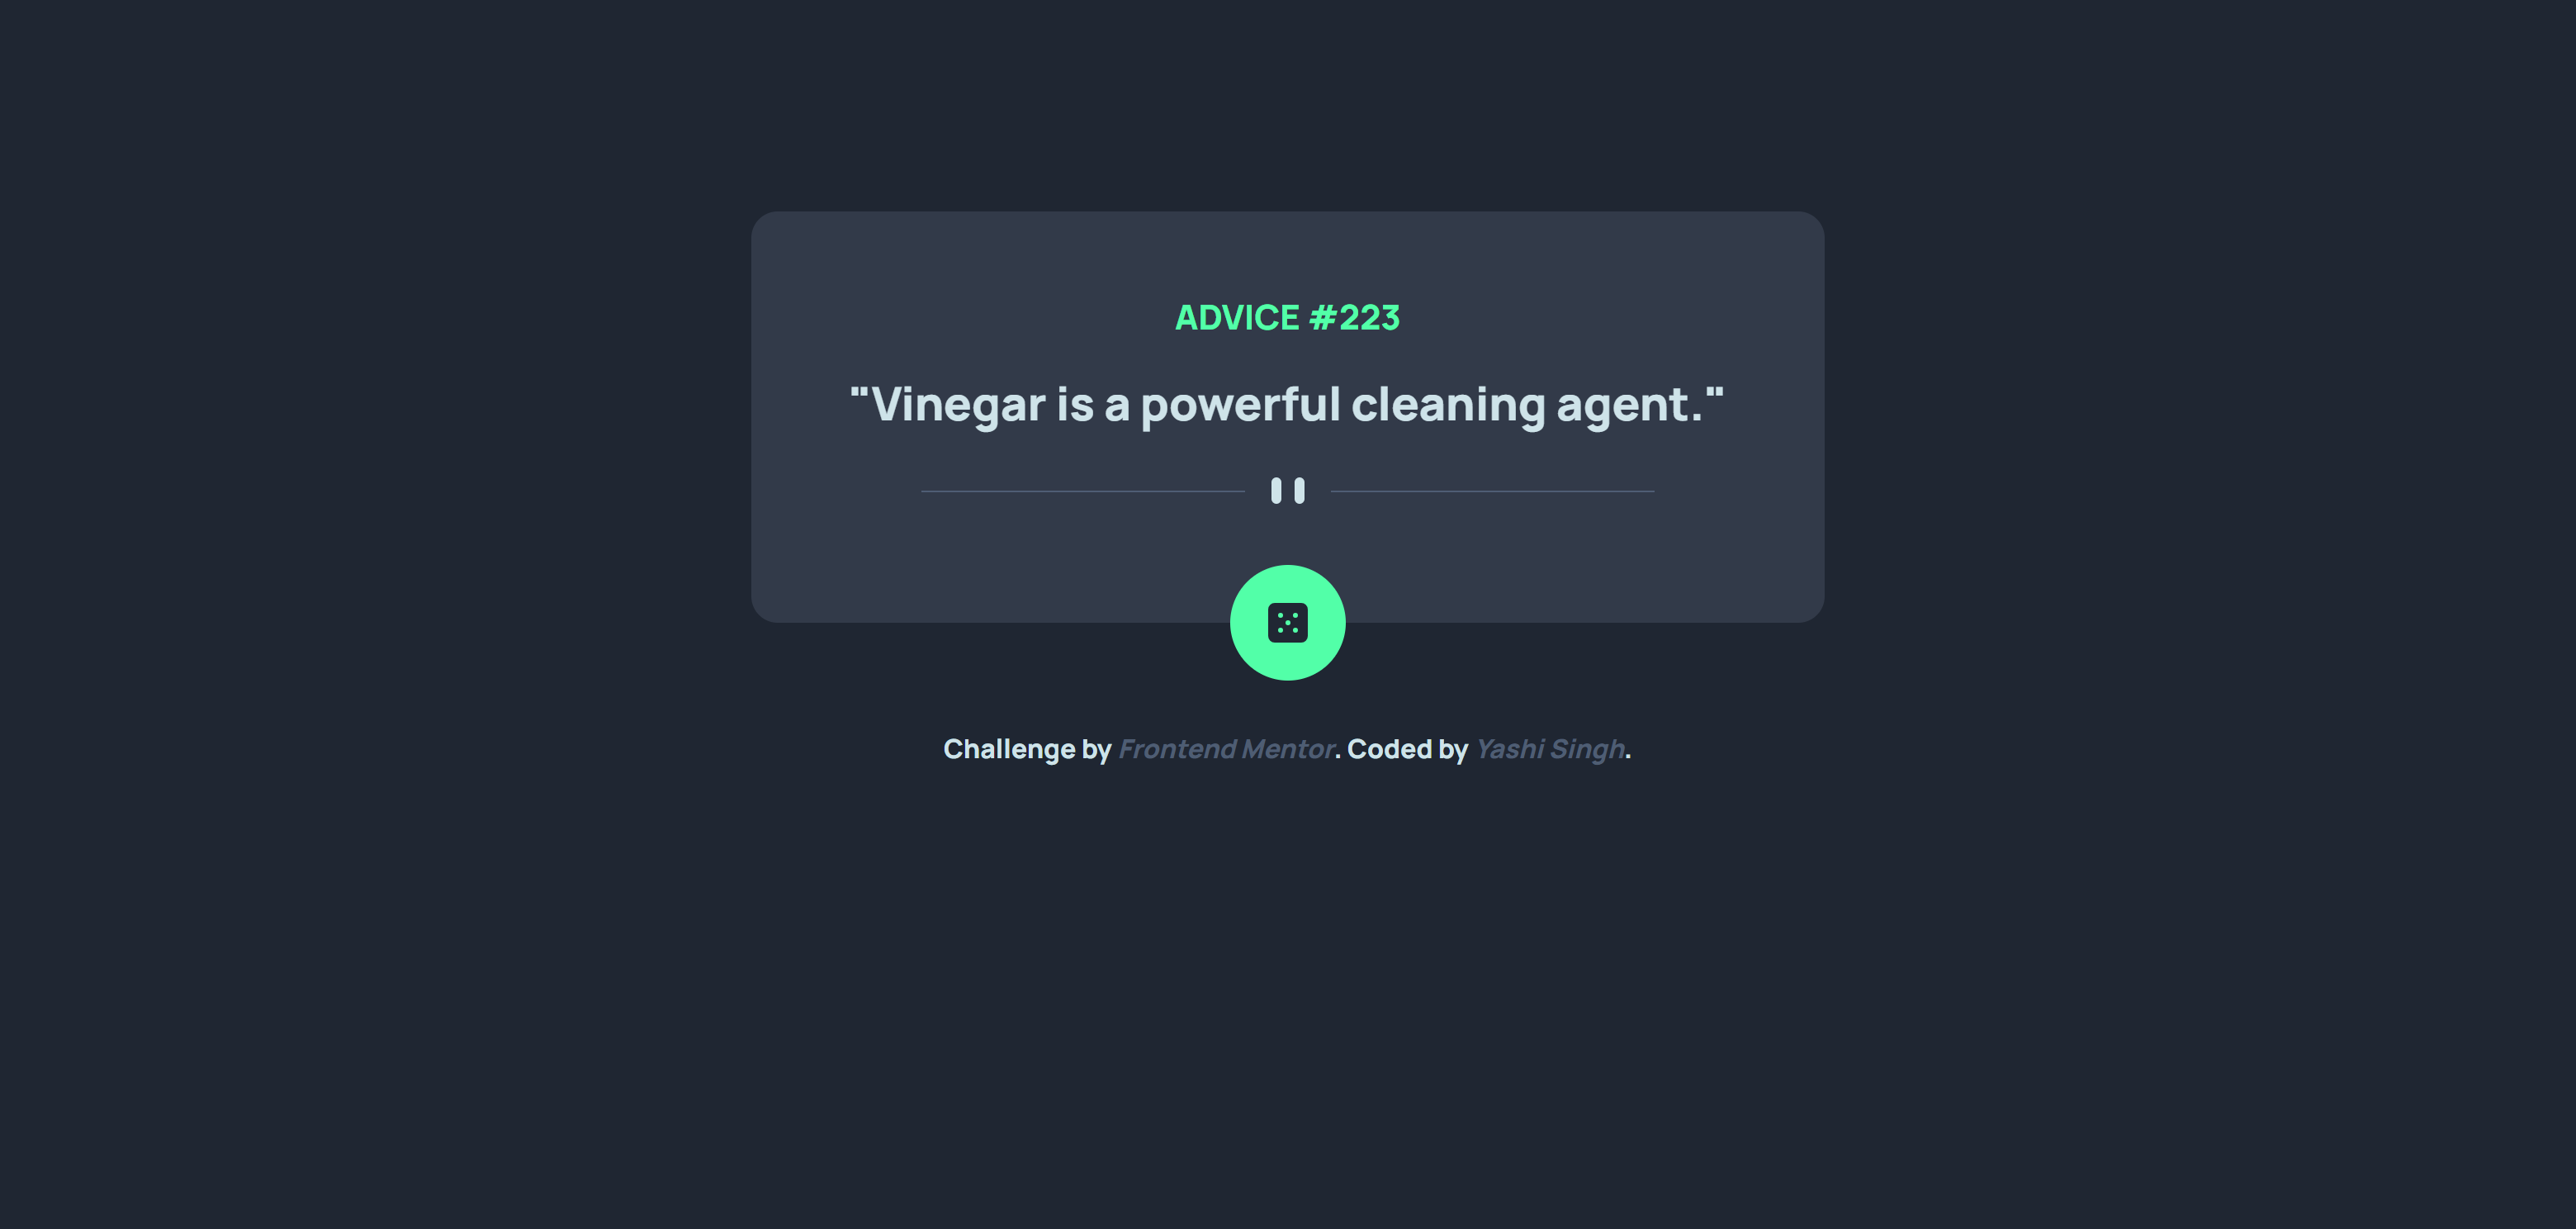 ADVICE #223
"Vinegar is a powerful cleaning agent."
Challenge by Frontend Mentor. Coded by Yashi Singh.